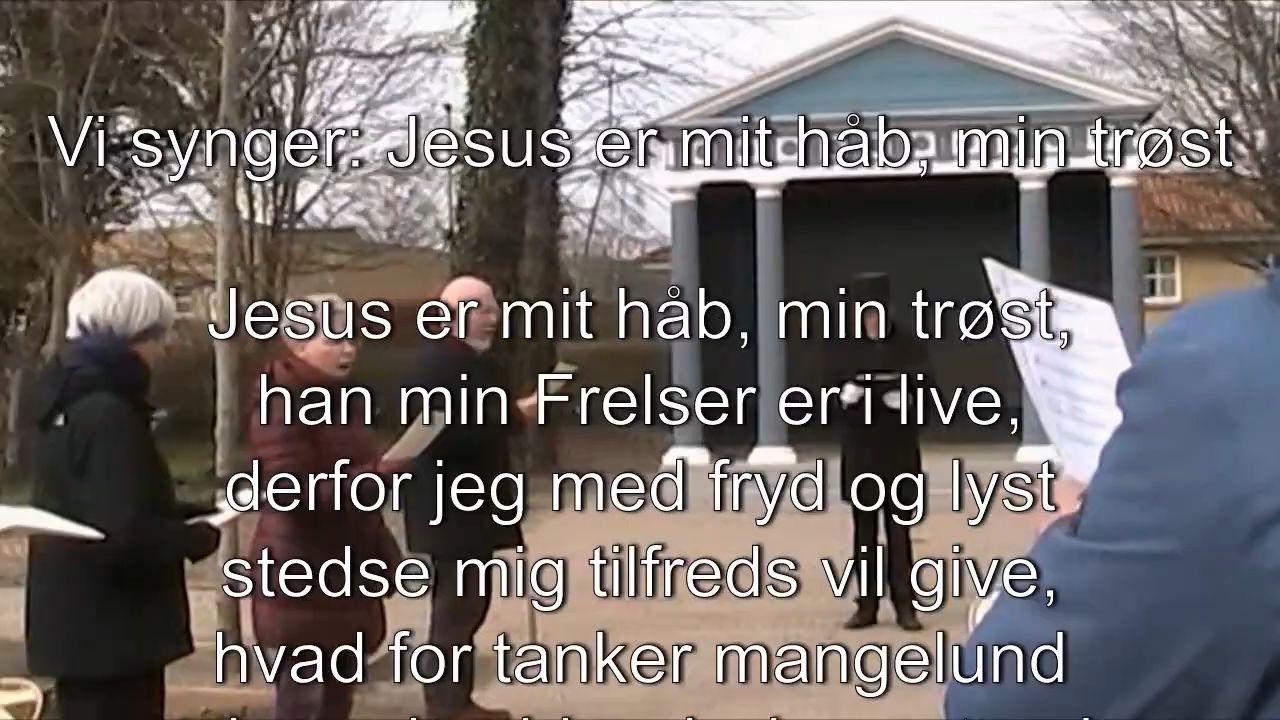 Vi synger: Jesus er mit håb, min trøst
Jesus er mit håb, min trøst,
han min Frelser er i live,
derfor jeg med fryd og lyst
stedse mig tilfreds vil give,
hvad for tanker mangelund